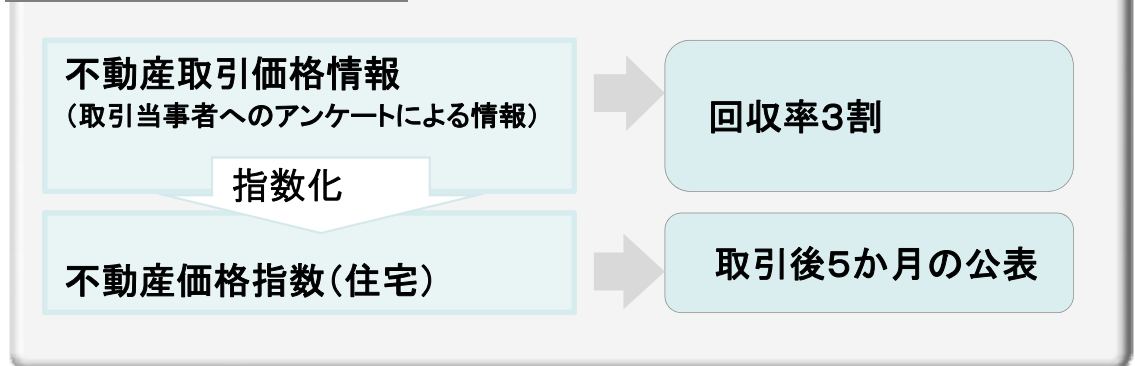 不動産取引価格情報
（取引当事者へのアンケートによる情報）
回収率3割
指数化
不動産価格指数（住宅）
取引後5か月の公表